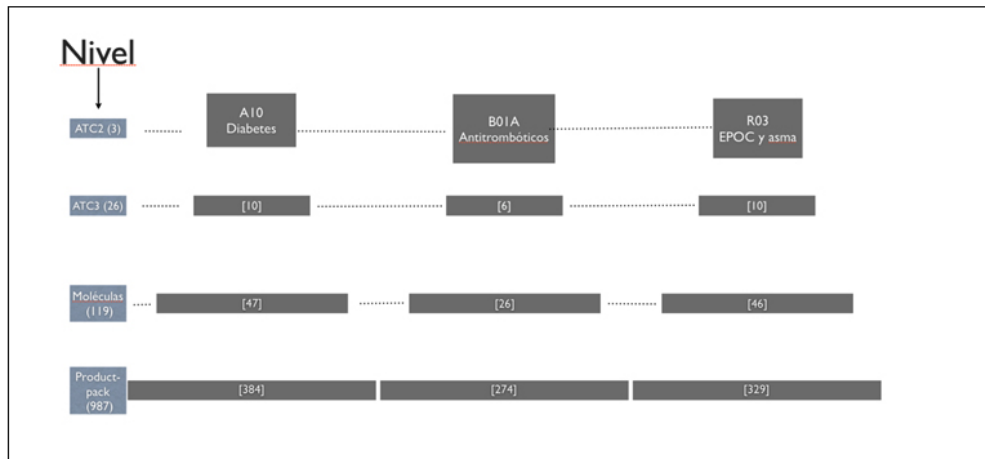 Nivel
ATC2 (3)
A10
Diabetes
B01A
Antitrombóticos
R03
EPOC y asma
ATC3 (26)
[10]
[6]
[10]
Moléculas
(119)
[47]
[26]
[46]
Product-
pack
(987)
[384]
[274]
[329]